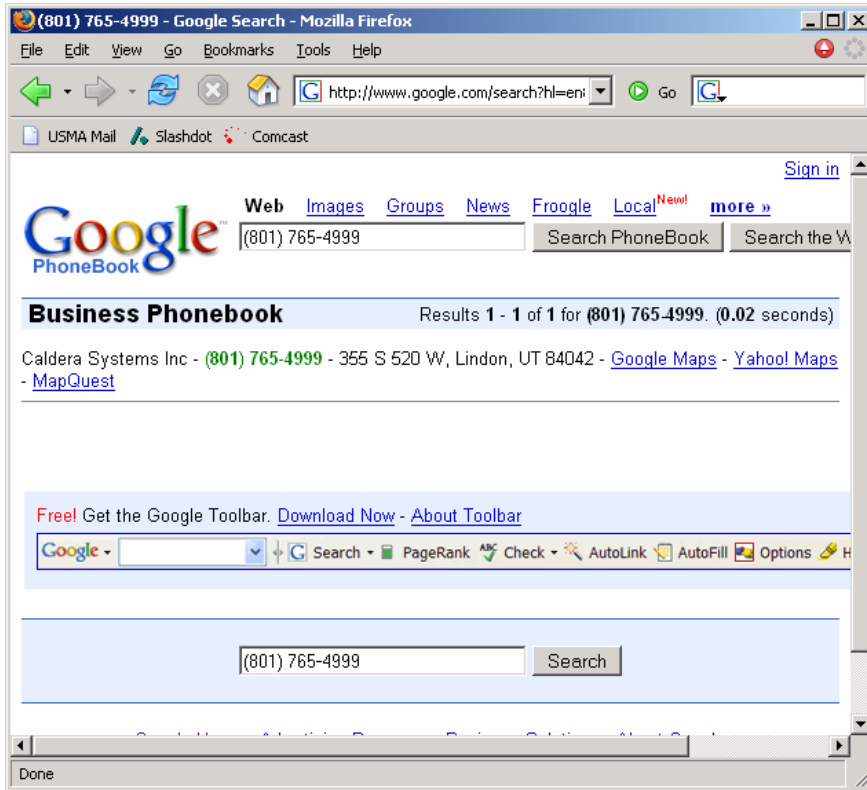 (801) 765-4999 - Google Search - Mozilla Firefox
File Edit View Go Bookmarks Tools Help
G http://www.google.com/search?hl=en Go G
USMA Mail Slashdot Comcast
Sign in
Web Images Groups News Froogle Local New! more »
Google™
PhoneBook
(801) 765-4999 Search PhoneBook Search the W
Business Phonebook Results 1 - 1 of 1 for (801) 765-4999. (0.02 seconds)
Caldera Systems Inc - (801) 765-4999 - 355 S 520 W, Lindon, UT 84042 - Google Maps - Yahoo! Maps
- MapQuest
Free! Get the Google Toolbar. Download Now - About Toolbar
Google G Search PageRank ABC Check AutoLink AutoFill Options H
(801) 765-4999 Search
Done